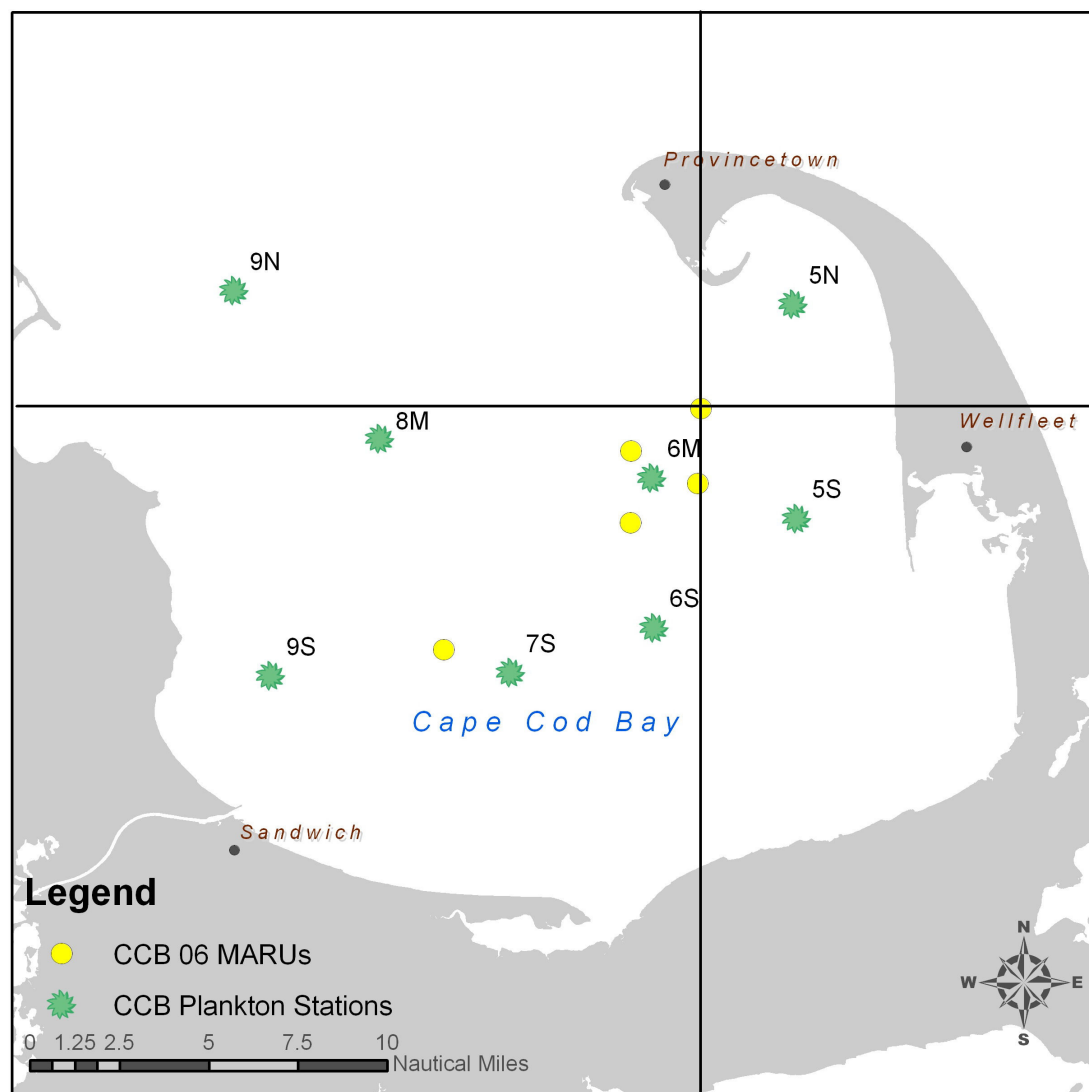 Provincetown
9N
5N
8M
Wellfleet
6M
5S
6S
9S
7S
Cape Cod Bay
Sandwich
Legend
CCB 06 MARUs
CCB Plankton Stations
N
W E
S
0 1.25 2.5 5 7.5 10
Nautical Miles